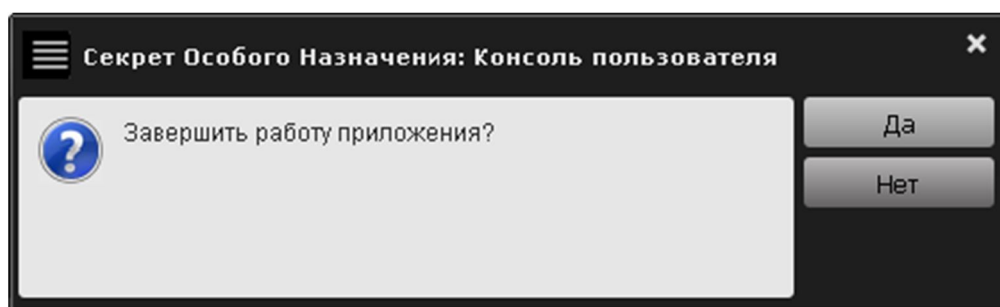 Секрет Особого Назначения: Консоль пользователя
Завершить работу приложения?
Да
Нет